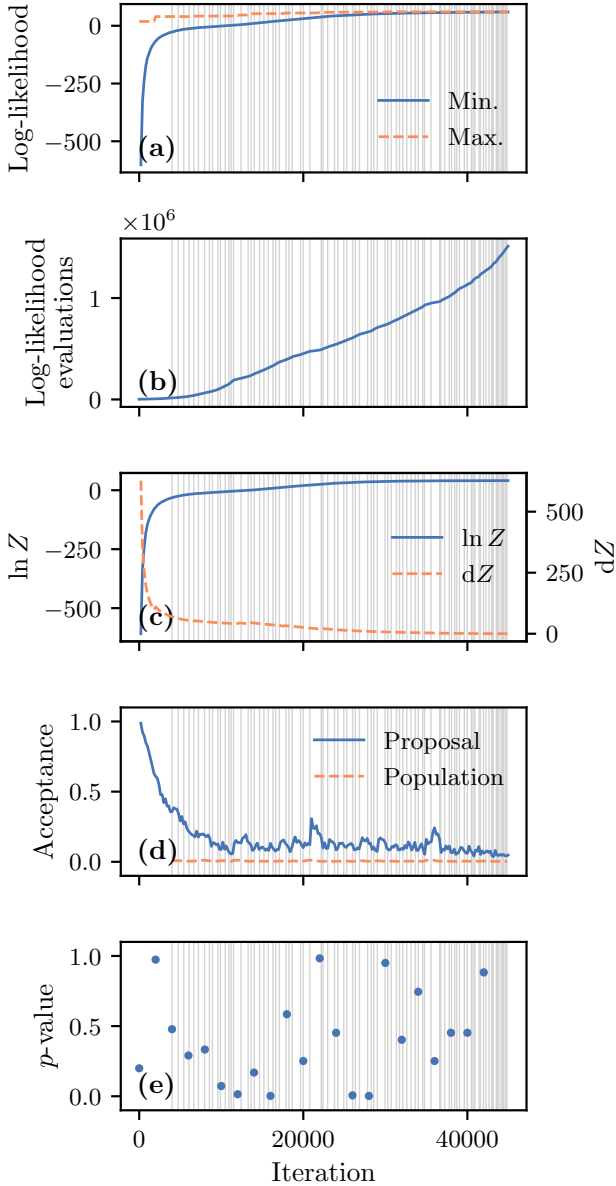 0
−250
−500
Log-likelihood
Min.
Max.
(a)
×10⁶
1
0
Log-likelihood
evaluations
(b)
0
−250
−500
ln Z
500
250
0
dZ
ln Z
dZ
(c)
1.0
0.5
0.0
Acceptance
Proposal
Population
(d)
1.0
0.5
0.0
p-value
(e)
0
20000
40000
Iteration